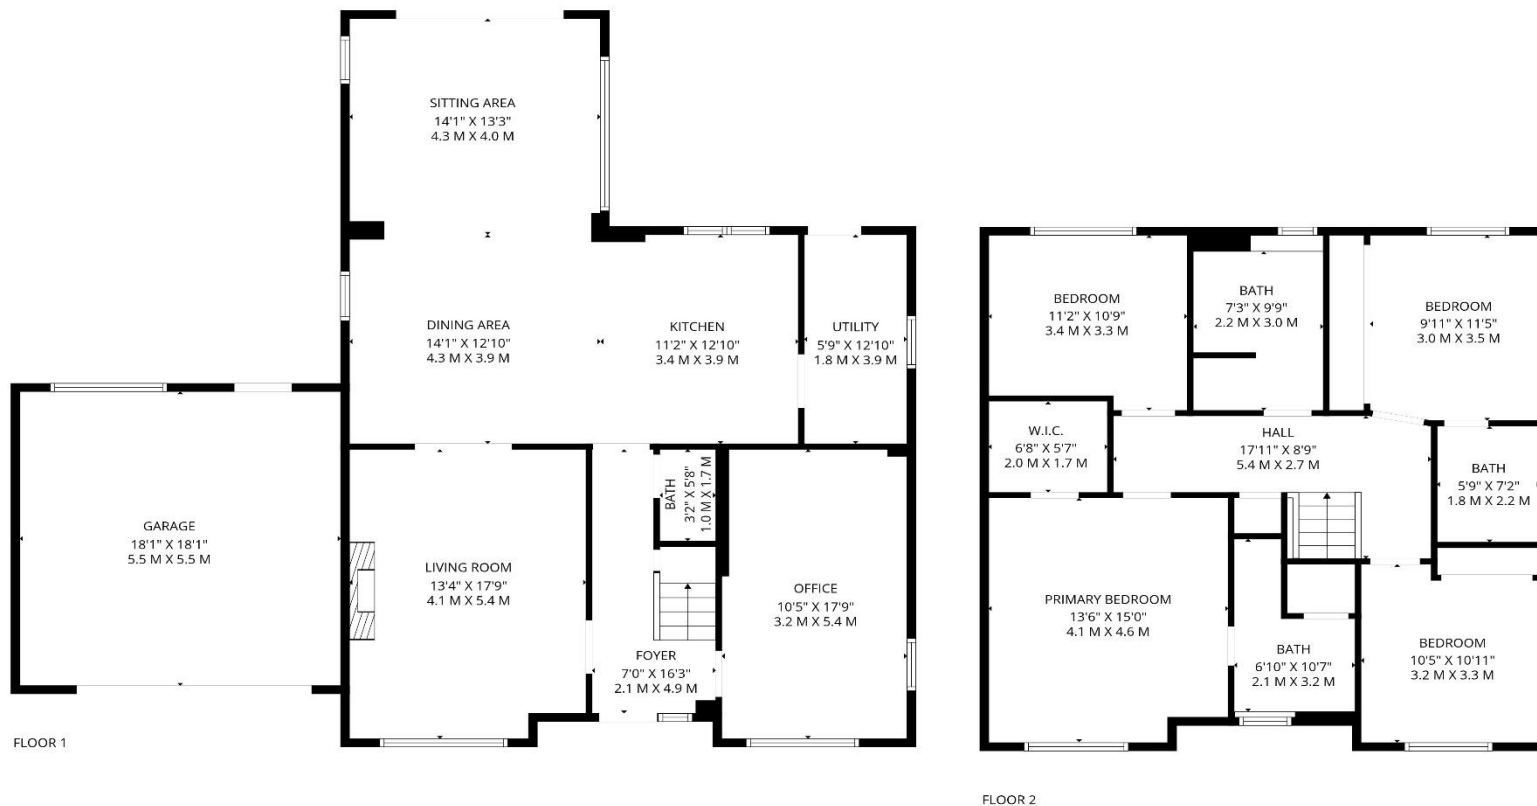 SITTING AREA
14'1" X 13'3"
4.3 M X 4.0 M
DINING AREA
14'1" X 12'10"
4.3 M X 3.9 M
KITCHEN
11'2" X 12'10"
3.4 M X 3.9 M
UTILITY
5'9" X 12'10"
1.8 M X 3.9 M
GARAGE
18'1" X 18'1"
5.5 M X 5.5 M
LIVING ROOM
13'4" X 17'9"
4.1 M X 5.4 M
BATH
3'2" X 5'8"
1.0 M X 1.7 M
OFFICE
10'5" X 17'9"
3.2 M X 5.4 M
FOYER
7'0" X 16'3"
2.1 M X 4.9 M
FLOOR 1
BEDROOM
11'2" X 10'9"
3.4 M X 3.3 M
BATH
7'3" X 9'9"
2.2 M X 3.0 M
BEDROOM
9'11" X 11'5"
3.0 M X 3.5 M
W.I.C.
6'8" X 5'7"
2.0 M X 1.7 M
HALL
17'11" X 8'9"
5.4 M X 2.7 M
BATH
5'9" X 7'2"
1.8 M X 2.2 M
PRIMARY BEDROOM
13'6" X 15'0"
4.1 M X 4.6 M
BATH
6'10" X 10'7"
2.1 M X 3.2 M
BEDROOM
10'5" X 10'11"
3.2 M X 3.3 M
FLOOR 2